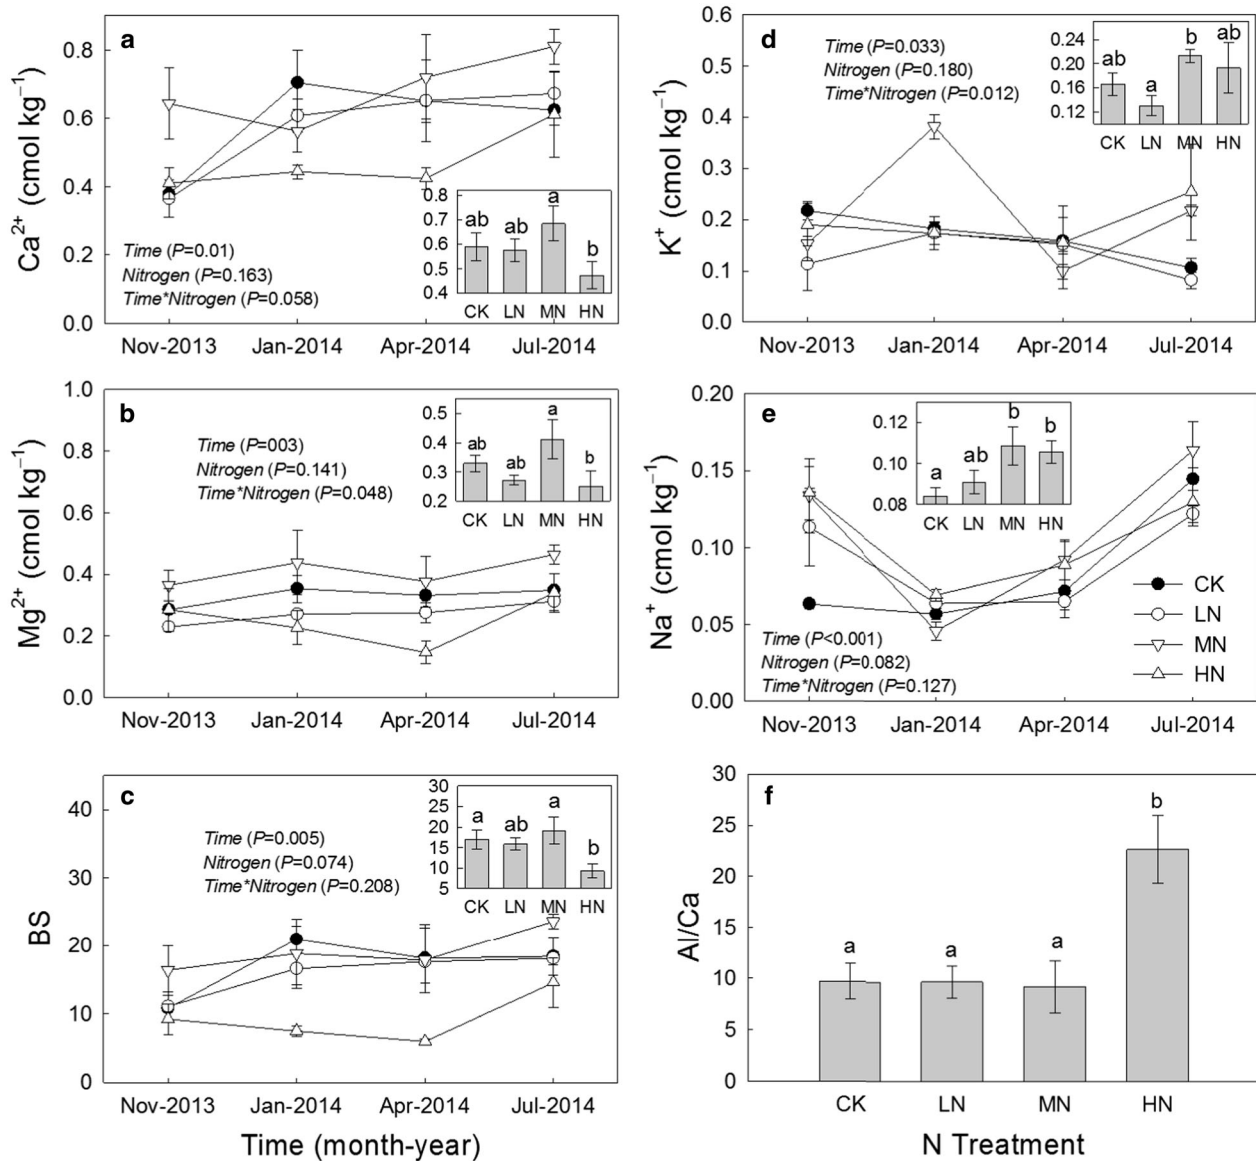 a
Ca²⁺ (cmol kg⁻¹)
0.8
0.6
0.4
0.2
0.0
Time (P=0.01)
Nitrogen (P=0.163)
Time*Nitrogen (P=0.058)
0.8
0.7
0.6
0.5
0.4
ab ab a b
CK LN MN HN
Nov-2013 Jan-2014 Apr-2014 Jul-2014
b
Mg²⁺ (cmol kg⁻¹)
1.0
0.8
0.6
0.4
0.2
0.0
Time (P=003)
Nitrogen (P=0.141)
Time*Nitrogen (P=0.048)
0.5
0.4
0.3
0.2
ab ab a b
CK LN MN HN
Nov-2013 Jan-2014 Apr-2014 Jul-2014
c
BS
40
30
20
10
0
Time (P=0.005)
Nitrogen (P=0.074)
Time*Nitrogen (P=0.208)
30
25
20
15
10
5
a ab a b
CK LN MN HN
Nov-2013 Jan-2014 Apr-2014 Jul-2014
Time (month-year)
d
K⁺ (cmol kg⁻¹)
0.6
0.5
0.4
0.3
0.2
0.1
0.0
Time (P=0.033)
Nitrogen (P=0.180)
Time*Nitrogen (P=0.012)
0.24
0.20
0.16
0.12
ab a b ab
CK LN MN HN
Nov-2013 Jan-2014 Apr-2014 Jul-2014
e
Na⁺ (cmol kg⁻¹)
0.20
0.15
0.10
0.05
0.00
0.12
0.10
0.08
a ab b b
CK LN MN HN
Time (P<0.001)
Nitrogen (P=0.082)
Time*Nitrogen (P=0.127)
CK
LN
MN
HN
Nov-2013 Jan-2014 Apr-2014 Jul-2014
f
Al/Ca
30
25
20
15
10
5
0
a a a b
CK LN MN HN
N Treatment